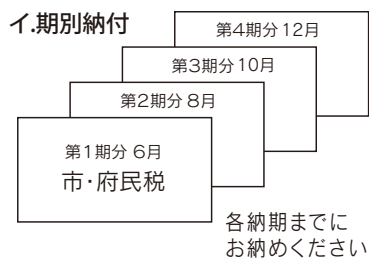 イ.期別納付
第4期分12月
第3期分10月
第2期分8月
第1期分 6月
市・府民税
各納期までに
お納めください